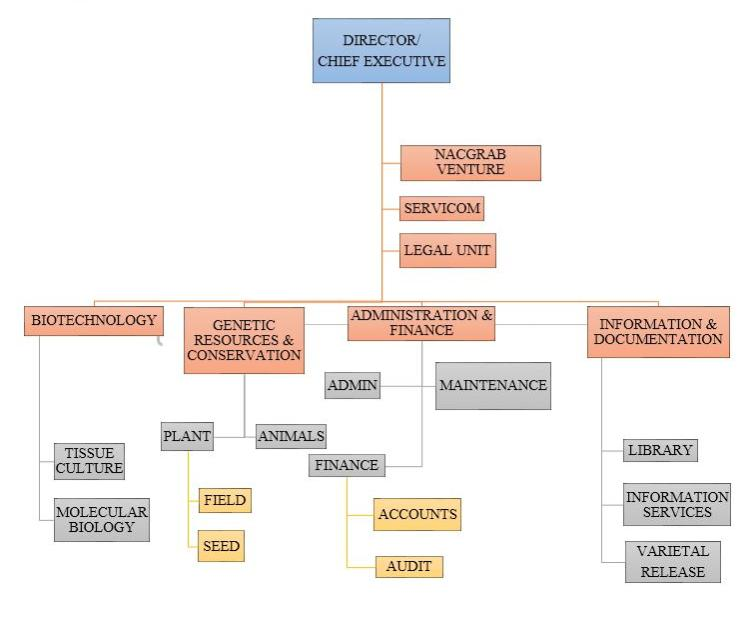 DIRECTOR/
CHIEF EXECUTIVE
NACGRAB
VENTURE
SERVICOM
LEGAL UNIT
BIOTECHNOLOGY
GENETIC
RESOURCES &
CONSERVATION
ADMINISTRATION &
FINANCE
INFORMATION &
DOCUMENTATION
ADMIN
MAINTENANCE
PLANT
ANIMALS
FINANCE
TISSUE
CULTURE
LIBRARY
MOLECULAR
BIOLOGY
FIELD
SEED
ACCOUNTS
AUDIT
INFORMATION
SERVICES
VARIETAL
RELEASE